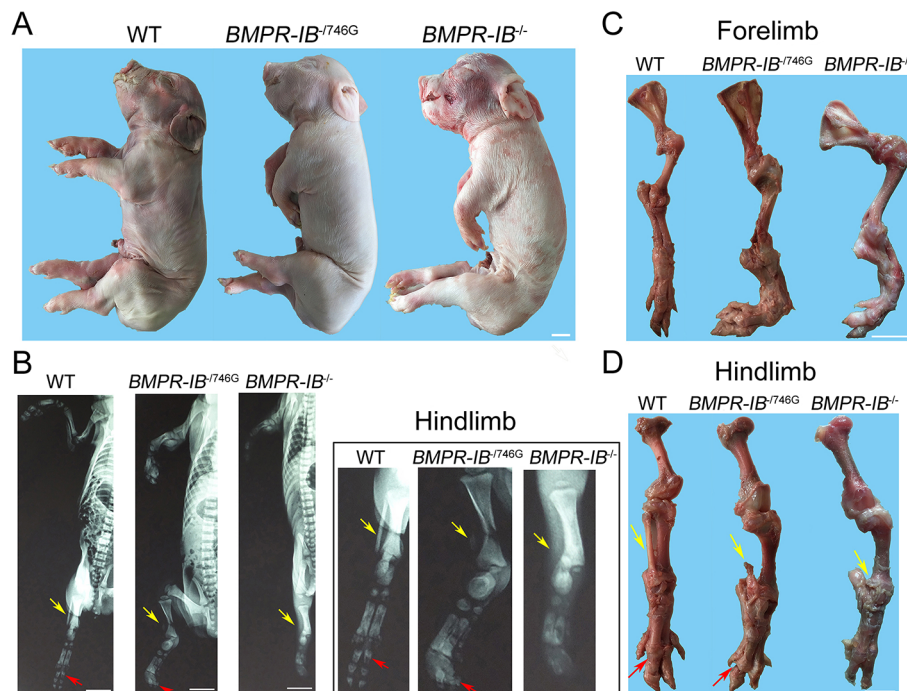 A
WT
BMPR-IB-/746G
BMPR-IB-/-
C
Forelimb
WT
BMPR-IB-/746G
BMPR-IB-/
B
WT
BMPR-IB-/746G
BMPR-IB-/-
Hindlimb
WT
BMPR-IB-/746G
BMPR-IB-/-
D
Hindlimb
WT
BMPR-IB-/746G
BMPR-IB-/-